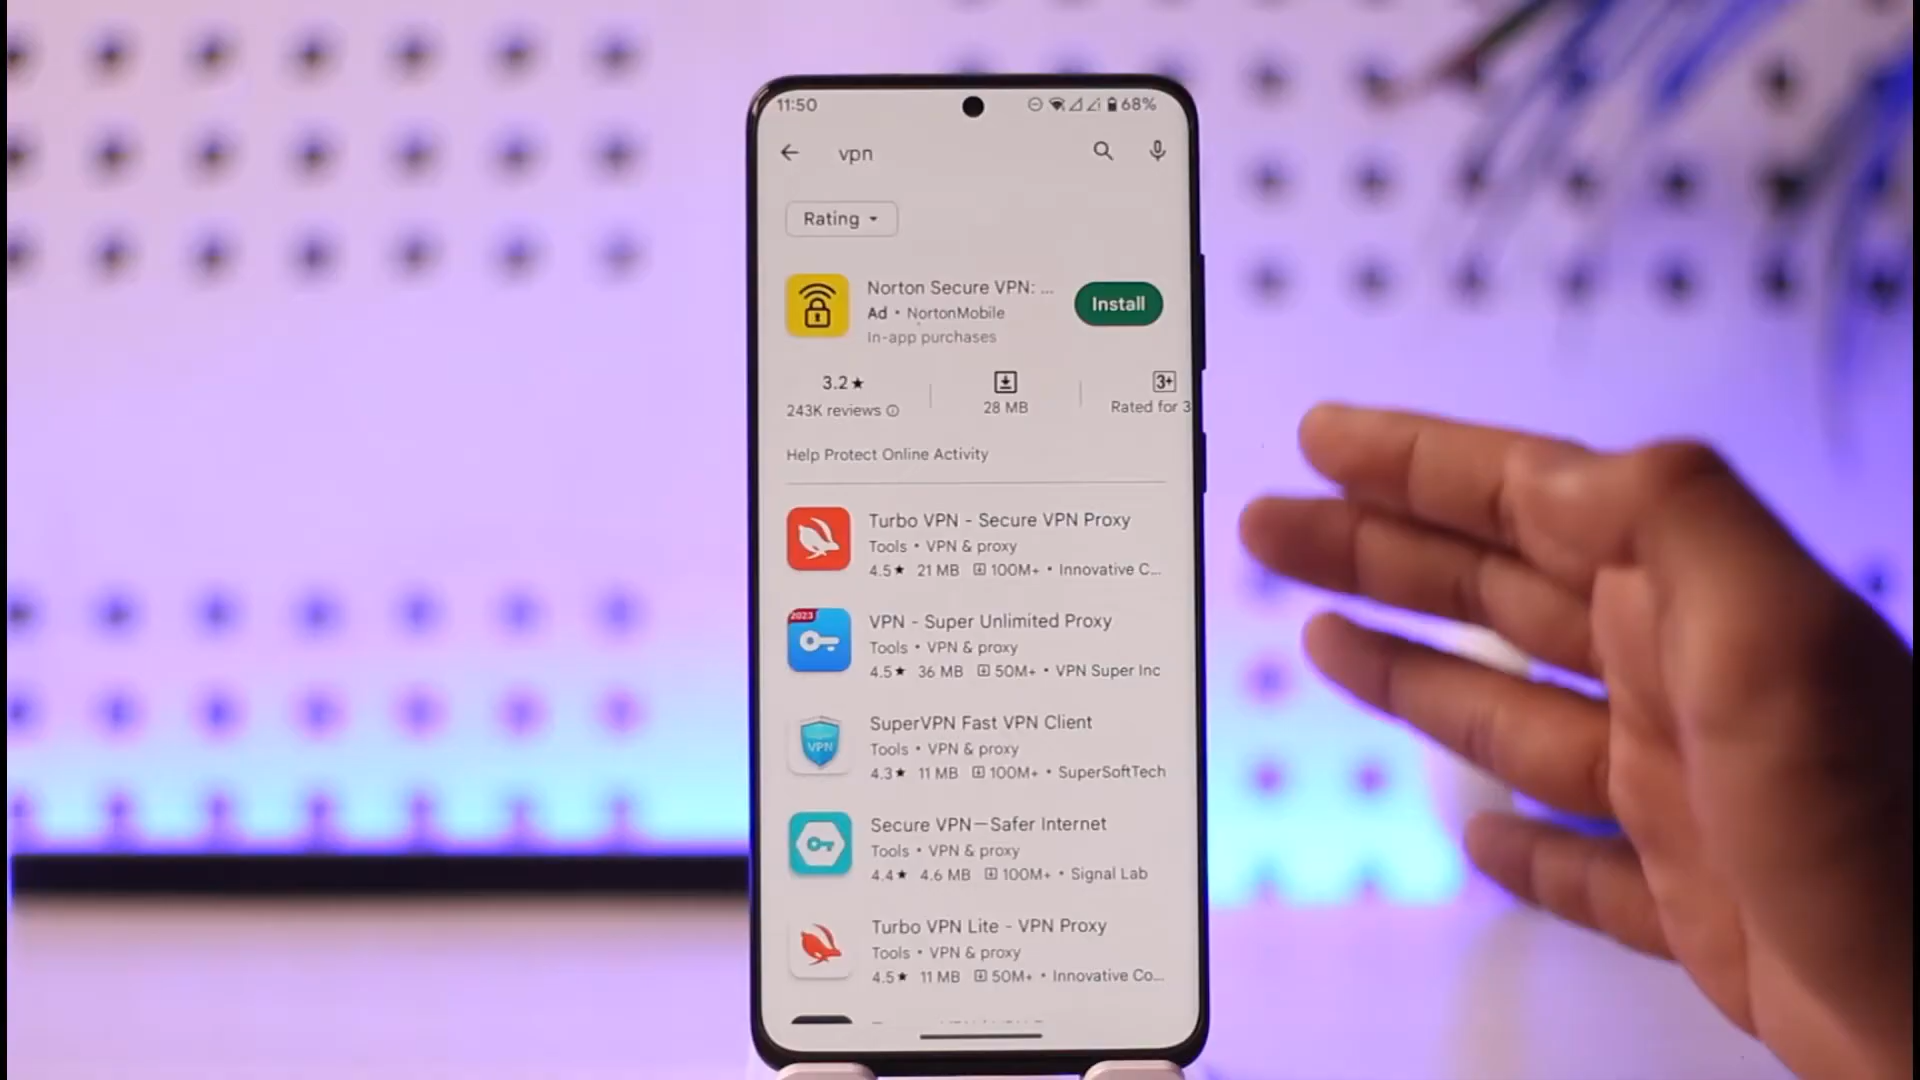 11:50 68%
vpn
Rating
Norton Secure VPN: ...
Ad • NortonMobile
In-app purchases
Install
3.2★
243K reviews
28 MB
3+
Rated for 3
Help Protect Online Activity
Turbo VPN - Secure VPN Proxy
Tools • VPN & proxy
4.5★ 21 MB 100M+ • Innovative C...
2023
VPN - Super Unlimited Proxy
Tools • VPN & proxy
4.5★ 36 MB 50M+ • VPN Super Inc
VPN
SuperVPN Fast VPN Client
Tools • VPN & proxy
4.3★ 11 MB 100M+ • SuperSoftTech
Secure VPN—Safer Internet
Tools • VPN & proxy
4.4★ 4.6 MB 100M+ • Signal Lab
Turbo VPN Lite - VPN Proxy
Tools • VPN & proxy
4.5★ 11 MB 50M+ • Innovative Co...